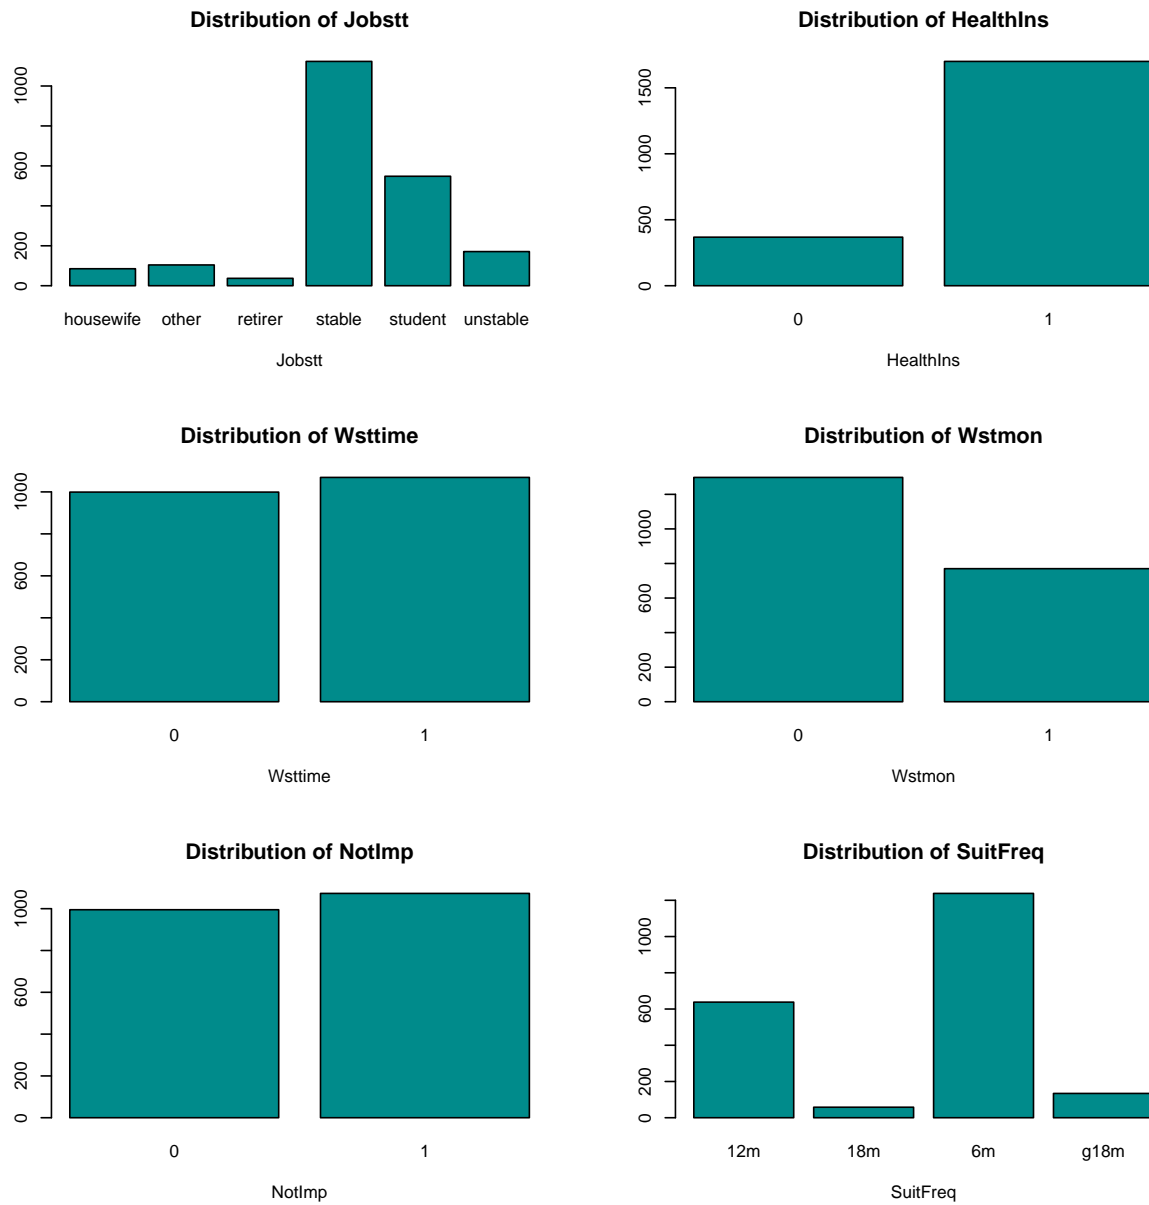 Distribution of Jobstt
1000
600
200
0
housewife other retirer stable student unstable
Jobstt
Distribution of HealthIns
1500
1000
500
0
0 1
HealthIns
Distribution of Wsttime
1000
600
200
0
0 1
Wsttime
Distribution of Wstmon
1000
600
200
0
0 1
Wstmon
Distribution of NotImp
1000
600
200
0
0 1
NotImp
Distribution of SuitFreq
1000
600
200
0
12m 18m 6m g18m
SuitFreq